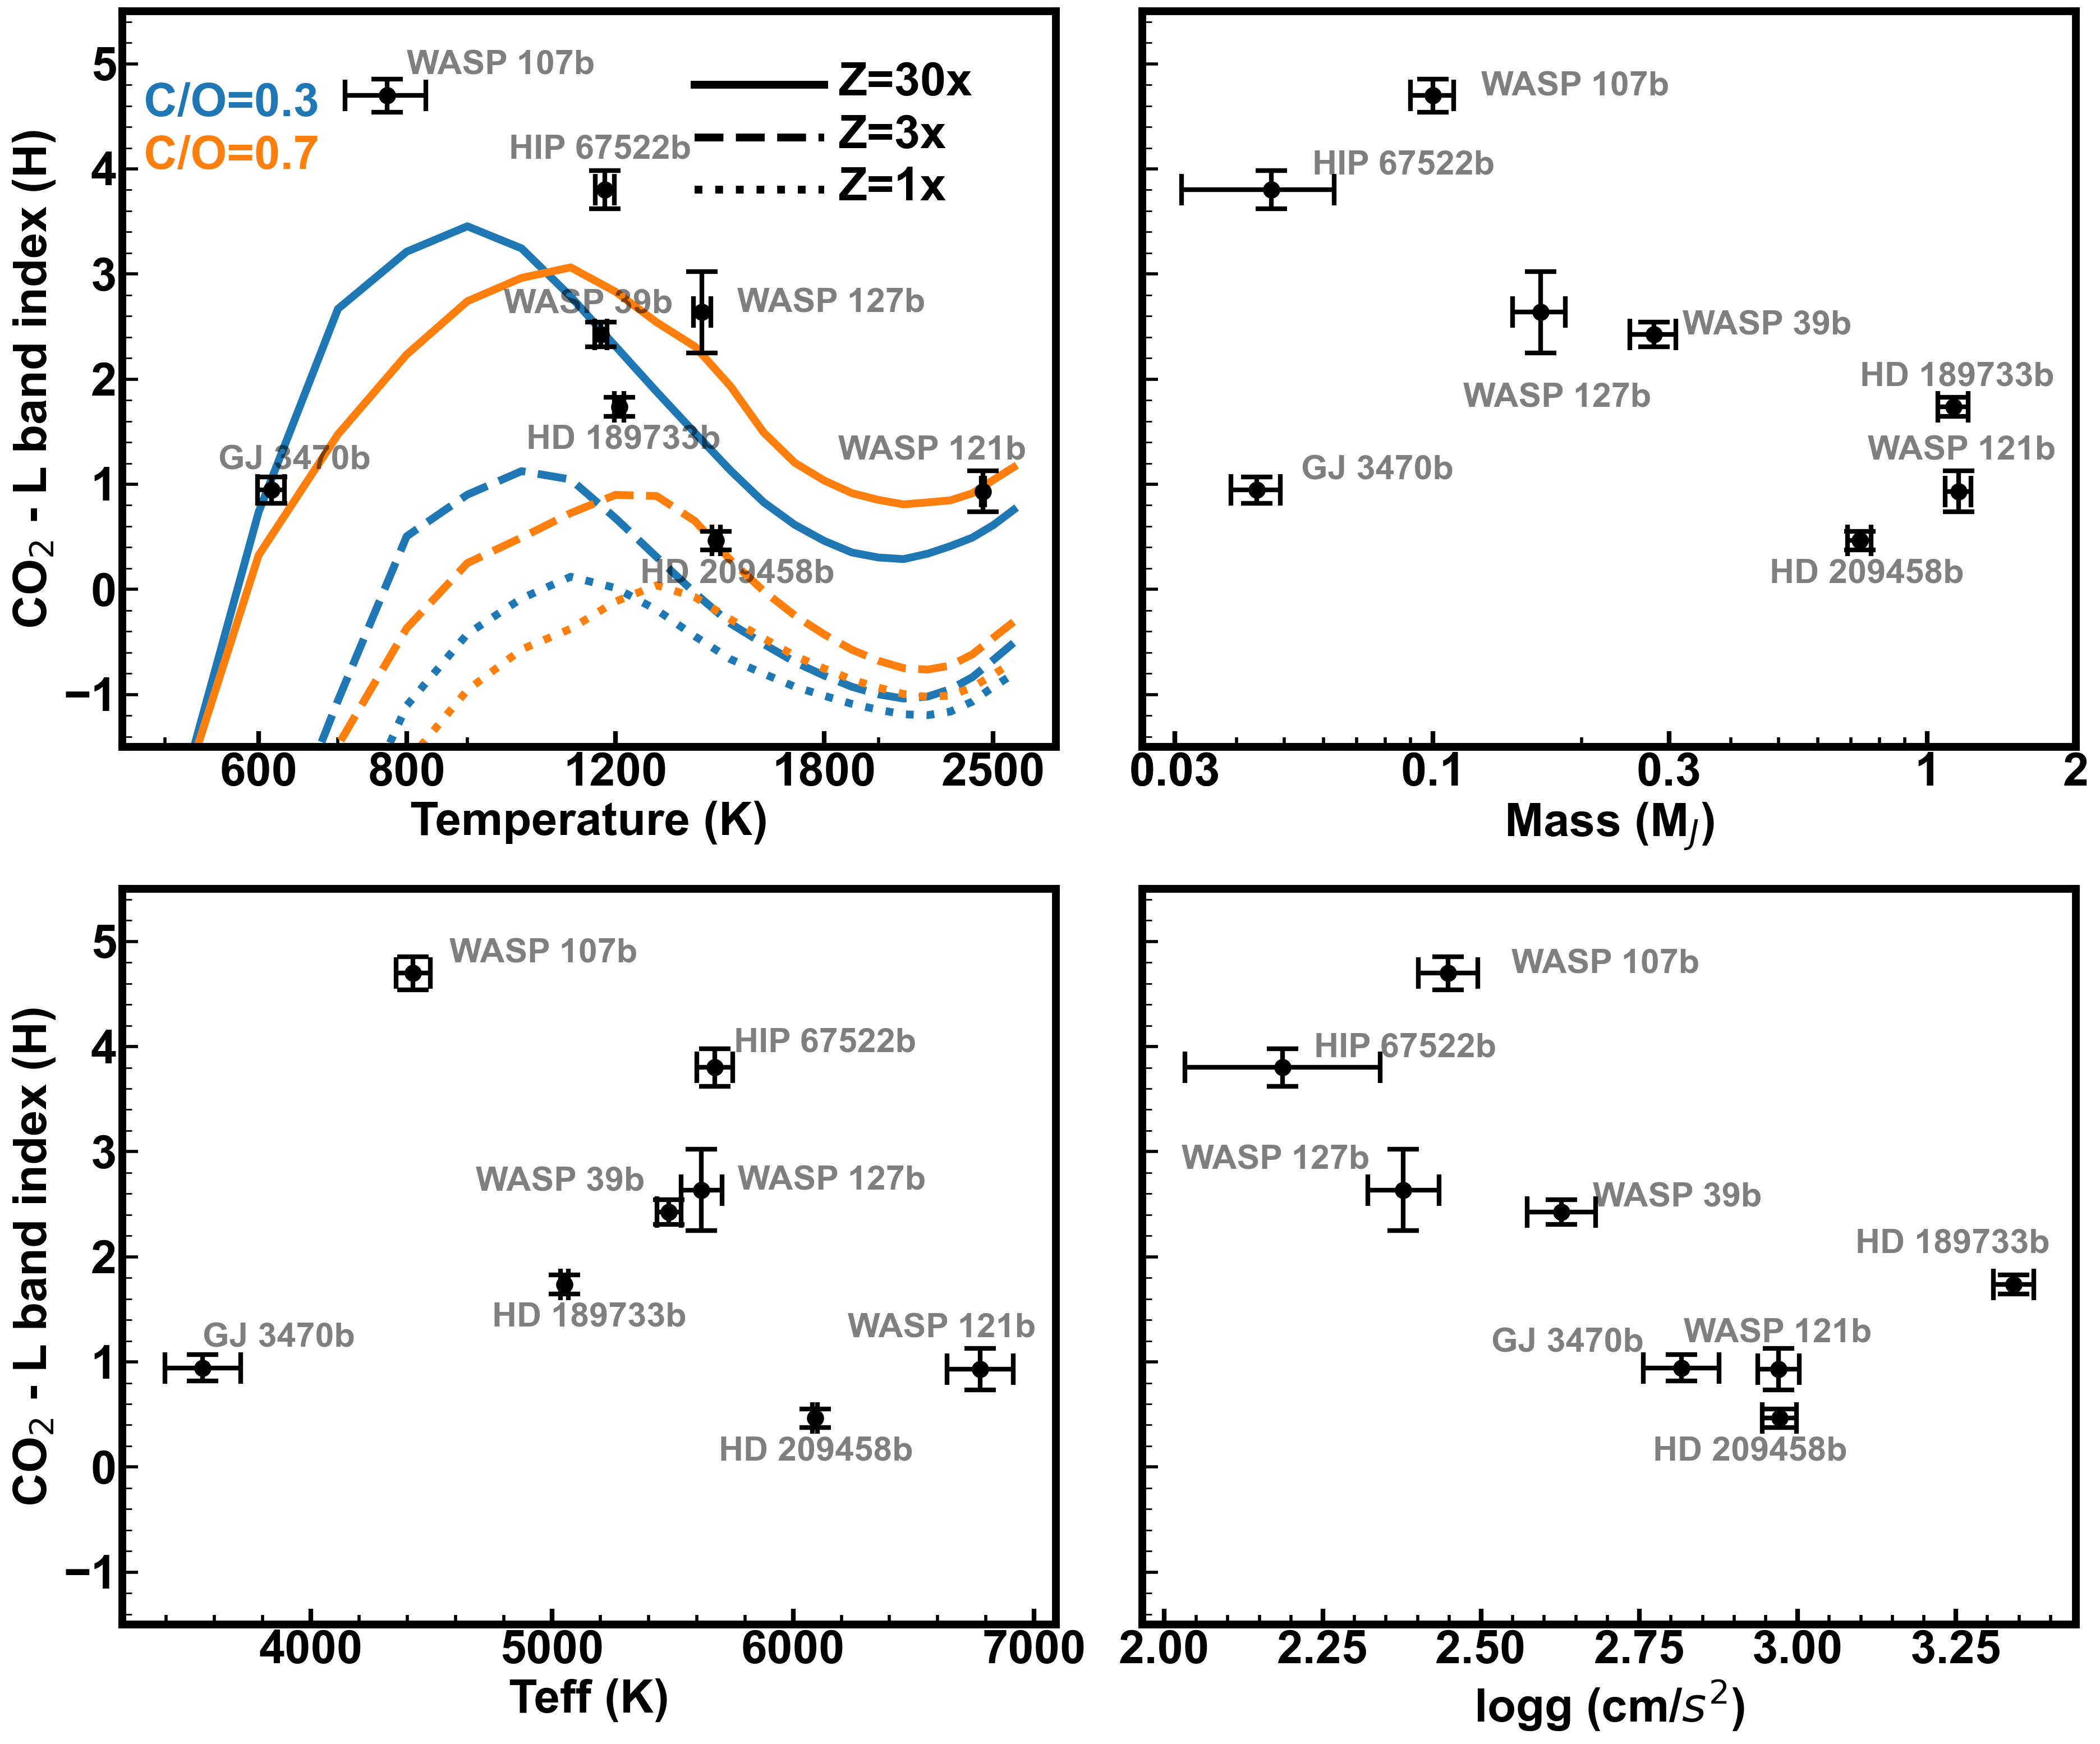 CO2 - L band index (H)
5
4
3
2
1
0
−1
C/O=0.3
C/O=0.7
Z=30x
Z=3x
Z=1x
WASP 107b
HIP 67522b
WASP 39b
WASP 127b
HD 189733b
GJ 3470b
WASP 121b
HD 209458b
600 800 1200 1800 2500
Temperature (K)
WASP 107b
HIP 67522b
WASP 39b
WASP 127b
HD 189733b
WASP 121b
GJ 3470b
HD 209458b
0.03 0.1 0.3 1 2
Mass (MJ)
CO2 - L band index (H)
5
4
3
2
1
0
−1
WASP 107b
HIP 67522b
WASP 39b
WASP 127b
HD 189733b
GJ 3470b
WASP 121b
HD 209458b
4000 5000 6000 7000
Teff (K)
WASP 107b
HIP 67522b
WASP 127b
WASP 39b
HD 189733b
GJ 3470b
WASP 121b
HD 209458b
2.00 2.25 2.50 2.75 3.00 3.25
logg (cm/s²)